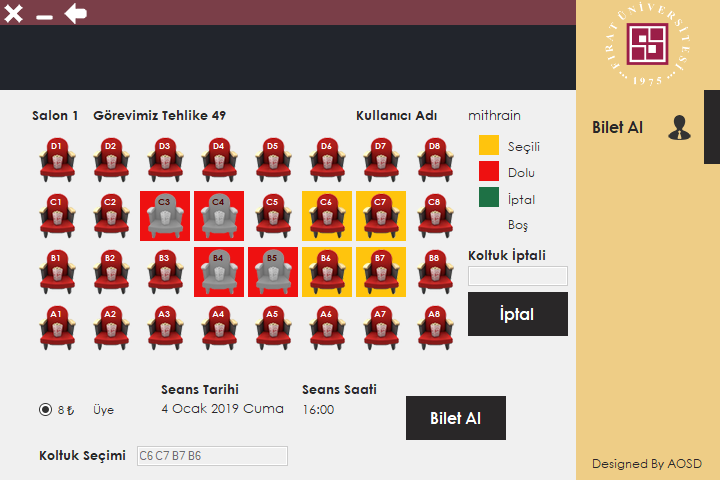 FIRAT ÜNİVERSİTESİ
1975
Salon 1 Görevimiz Tehlike 49 Kullanıcı Adı mithrain
Bilet Al
D1 D2 D3 D4 D5 D6 D7 D8
Seçili
Dolu
İptal
Boş
C1 C2 C3 C4 C5 C6 C7 C8
B1 B2 B3 B4 B5 B6 B7 B8
Koltuk İptali
İptal
A1 A2 A3 A4 A5 A6 A7 A8
Seans Tarihi Seans Saati
8 ₺ Üye 4 Ocak 2019 Cuma 16:00
Bilet Al
Koltuk Seçimi C6 C7 B7 B6
Designed By AOSD